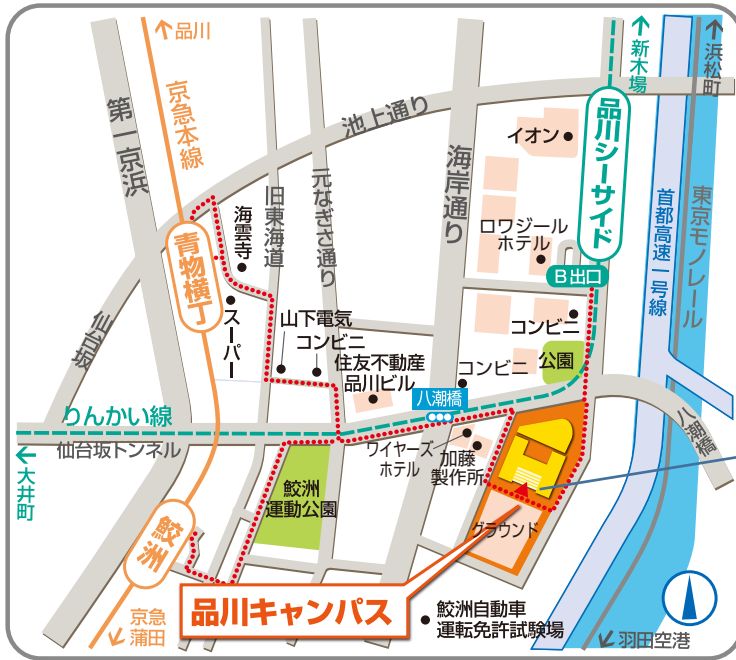 品川
京急本線
第一京浜
池上通り
海岸通り
イオン
品川シーサイド
新木場
浜松町
首都高速一号線
東京モノレール
旧東海道
元なぎさ通り
海雲寺
ロワジール
ホテル
B出口
青物横丁
仙台坂
スーパー
山下電気
コンビニ
住友不動産
品川ビル
コンビニ
コンビニ
公園
八潮橋
八潮橋
りんかい線
仙台坂トンネル
大井町
ワイヤーズ
ホテル
加藤
製作所
鮫洲
運動公園
グラウンド
鮫洲
品川キャンパス
京急
蒲田
鮫洲自動車
運転免許試験場
羽田空港